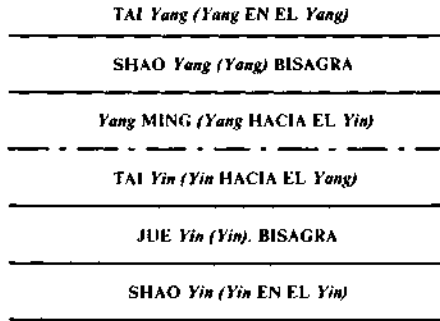 TAI Yang (Yang EN EL Yang)
SHAO Yang (Yang) BISAGRA
Yang MING (Yang HACIA EL Yin)
TAI Yin (Yin HACIA EL Yang)
JUE Yin (Yin). BISAGRA
SHAO Yin (Yin EN EL Yin)